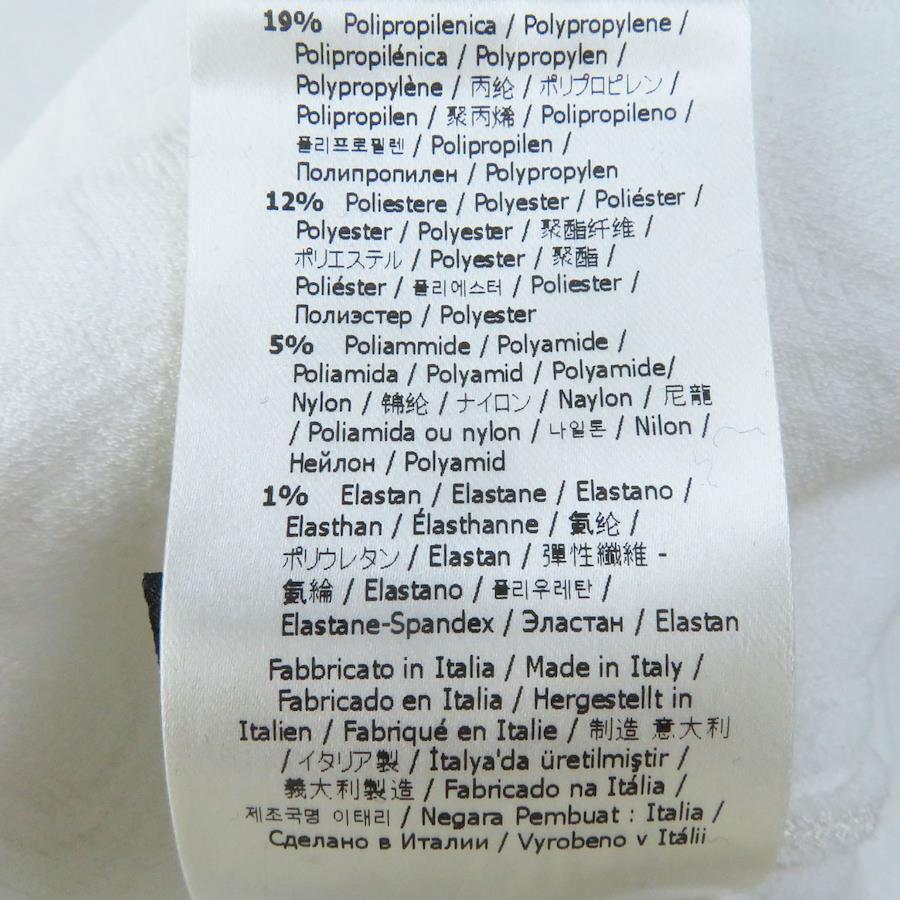 19% Polipropilenica / Polypropylene /
Polipropilénica / Polypropylen /
Polypropylène / 丙纶 / ポリプロピレン /
Polipropilen / 聚丙烯 / Polipropileno /
폴리프로필렌 / Polipropilen /
Полипропилен / Polypropylen
12% Poliestere / Polyester / Poliéster /
Polyester / Polyester / 聚酯纤维 /
ポリエステル / Polyester / 聚酯 /
Poliéster / 폴리에스터 / Poliester /
Полиэстер / Polyester
5% Poliammide / Polyamide /
Poliamida / Polyamid / Polyamide/
Nylon / 锦纶 / ナイロン / Naylon / 尼龍
/ Poliamida ou nylon / 나일론 / Nilon /
Нейлон / Polyamid
1% Elastan / Elastane / Elastano /
Elasthan / Élasthanne / 氨纶 /
ポリウレタン / Elastan / 彈性纖維 -
氨綸 / Elastano / 폴리우레탄 /
Elastane-Spandex / Эластан / Elastan
Fabbricato in Italia / Made in Italy /
Fabricado en Italia / Hergestellt in
Italien / Fabriqué en Italie / 制造 意大利
/ イタリア製 / İtalya'da üretilmiştir /
義大利製造 / Fabricado na Itália /
제조국명 이태리 / Negara Pembuat : Italia /
Сделано в Италии / Vyrobeno v Itálii